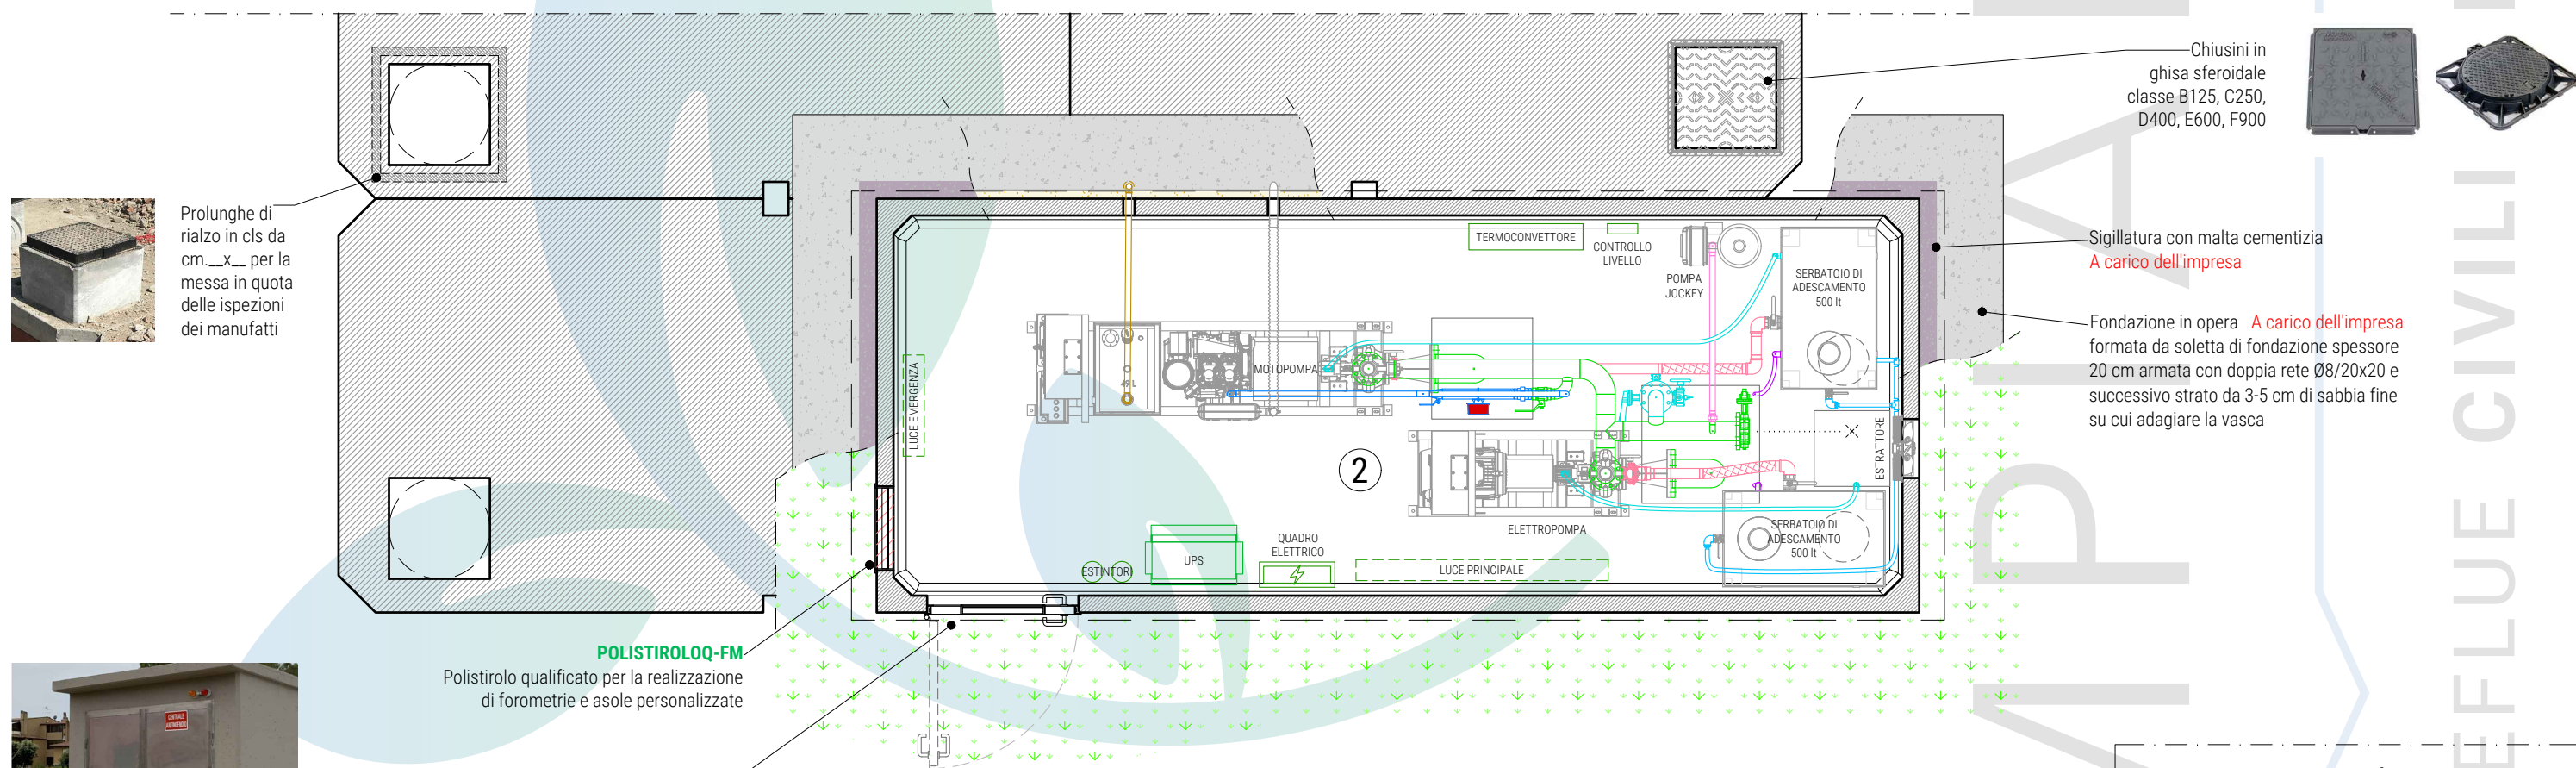 Chiusini in
ghisa sferoidale
classe B125, C250,
D400, E600, F900
Prolunghe di
rialzo in cls da
cm.__x__ per la
messa in quota
delle ispezioni
dei manufatti
Sigillatura con malta cementizia
A carico dell'impresa
Fondazione in opera A carico dell'impresa
formata da soletta di fondazione spessore
20 cm armata con doppia rete Ø8/20x20 e
successivo strato da 3-5 cm di sabbia fine
su cui adagiare la vasca
TERMOCONVETTORE
CONTROLLO
LIVELLO
POMPA
JOCKEY
SERBATOIO DI
ADESCAMENTO
500 lt
LUCE EMERGENZA
49 L
MOTOPOMPA
ESTRATTORE
2
ELETTROPOMPA
SERBATOIO DI
ADESCAMENTO
500 lt
ESTINTORI
UPS
QUADRO
ELETTRICO
LUCE PRINCIPALE
POLISTIROLOQ-FM
Polistirolo qualificato per la realizzazione
di forometrie e asole personalizzate
CENTRALE
ANTINCENDIO
EFLUE CIVILI